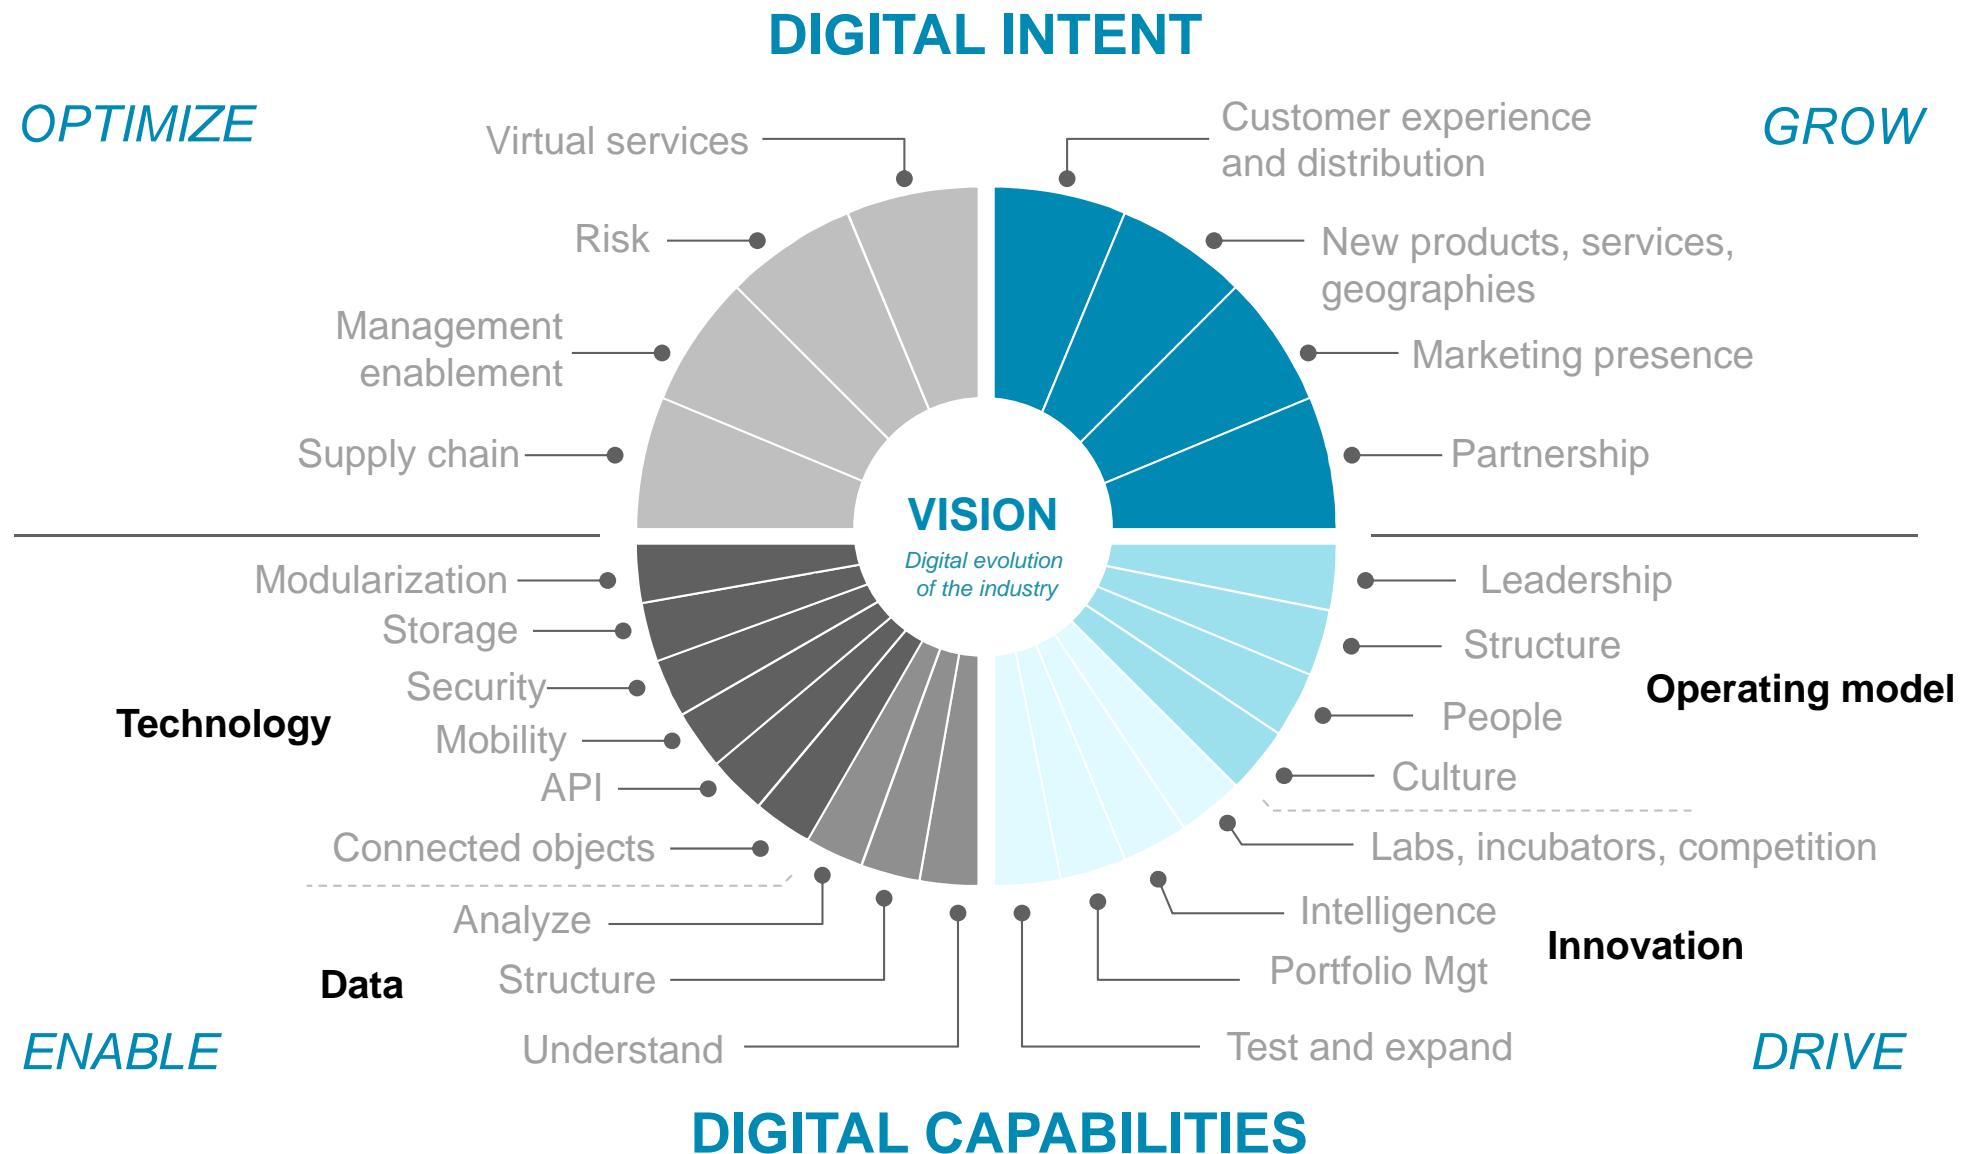 DIGITAL INTENT
OPTIMIZE
GROW
Virtual services
Risk
Management
enablement
Supply chain
Customer experience
and distribution
New products, services,
geographies
Marketing presence
Partnership
VISION
Digital evolution
of the industry
Modularization
Storage
Security
Technology
Mobility
API
Connected objects
Analyze
Data
Structure
Understand
Leadership
Structure
Operating model
People
Culture
Labs, incubators, competition
Intelligence
Innovation
Portfolio Mgt
Test and expand
ENABLE
DRIVE
DIGITAL CAPABILITIES